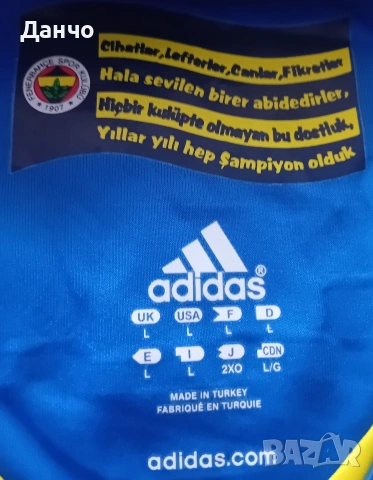 Данчо
Cihatlar, Lefterler, Canlar, Fikretler
Hala sevilen birer abidedirler,
Hiçbir kulüpte olmayan bu dostluk,
Yıllar yılı hep Şampiyon olduk
FENERBAHÇE SPOR KULÜBÜ
1907
adidas®
UK USA F D
L L L L
E I J CDN
L L 2XO L/G
MADE IN TURKEY
FABRIQUÉ EN TURQUIE
adidas.com
BAZAR